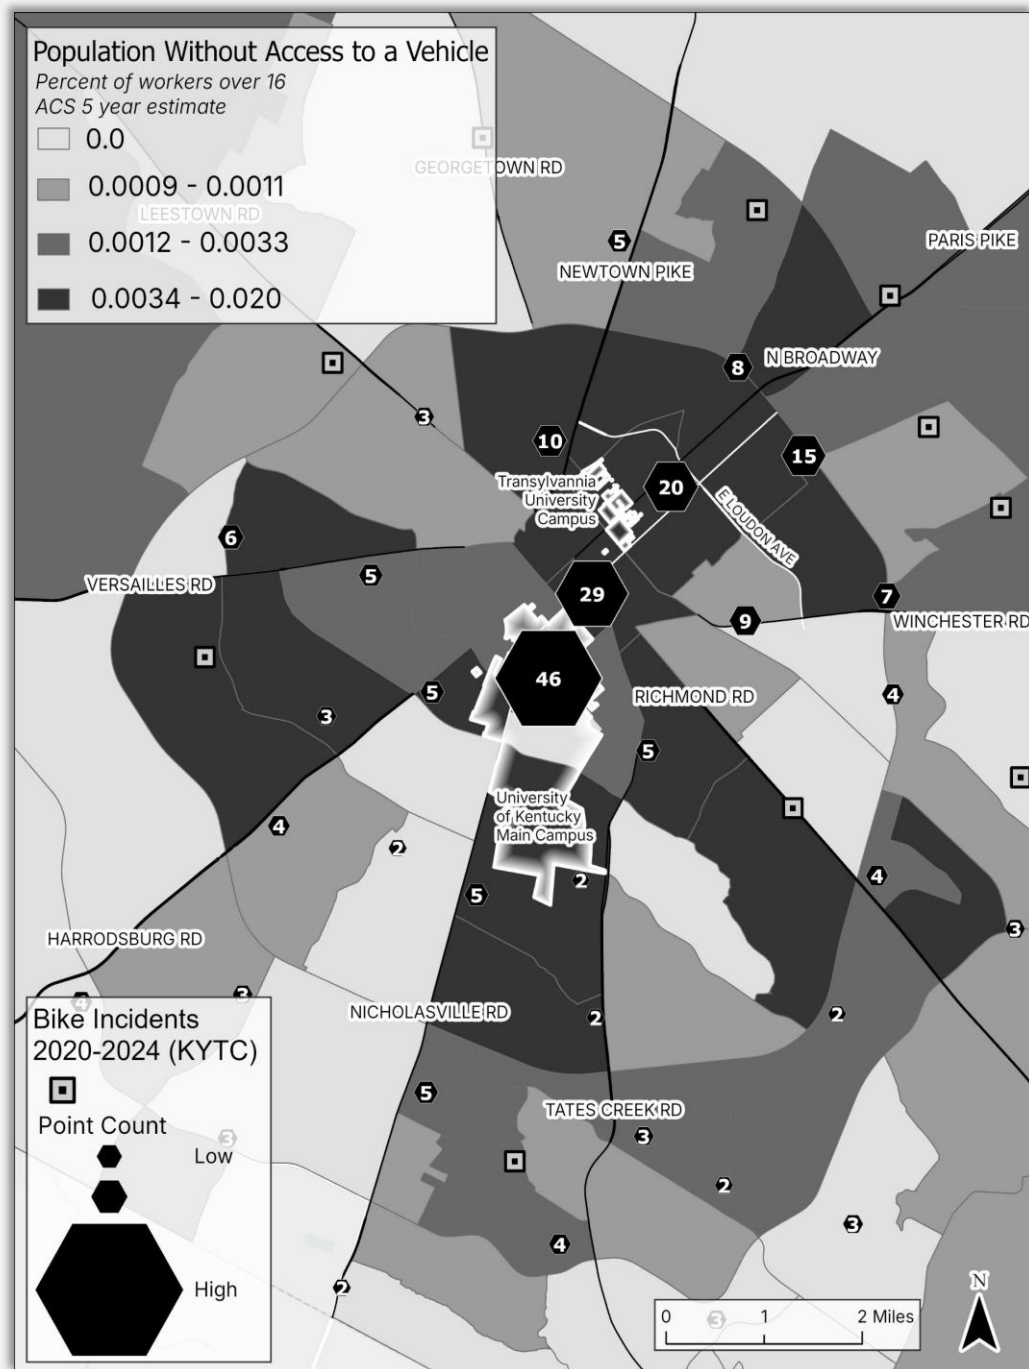 Population Without Access to a Vehicle
Percent of workers over 16
ACS 5 year estimate
0.0
0.0009 - 0.0011
0.0012 - 0.0033
0.0034 - 0.020
GEORGETOWN RD
LEESTOWN RD
PARIS PIKE
5
NEWTOWN PIKE
8
N BROADWAY
3
10
15
Transylvannia
University
Campus
20
E LOUDON AVE
6
5
VERSAILLES RD
29
7
9
WINCHESTER RD
46
5
RICHMOND RD
4
3
5
University
of Kentucky
Main Campus
4
2
2
4
5
3
HARRODSBURG RD
4
3
NICHOLASVILLE RD
2
2
Bike Incidents
2020-2024 (KYTC)
5
TATES CREEK RD
Point Count
3
3
Low
2
3
4
High
2
N
0 1 2 Miles
3